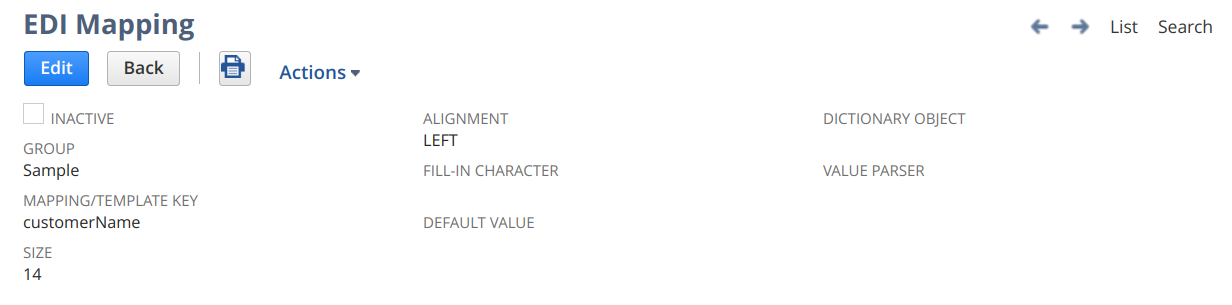 EDI Mapping
List Search
Edit Back Actions
INACTIVE
GROUP
Sample
MAPPING/TEMPLATE KEY
customerName
SIZE
14
ALIGNMENT
LEFT
FILL-IN CHARACTER
DEFAULT VALUE
DICTIONARY OBJECT
VALUE PARSER